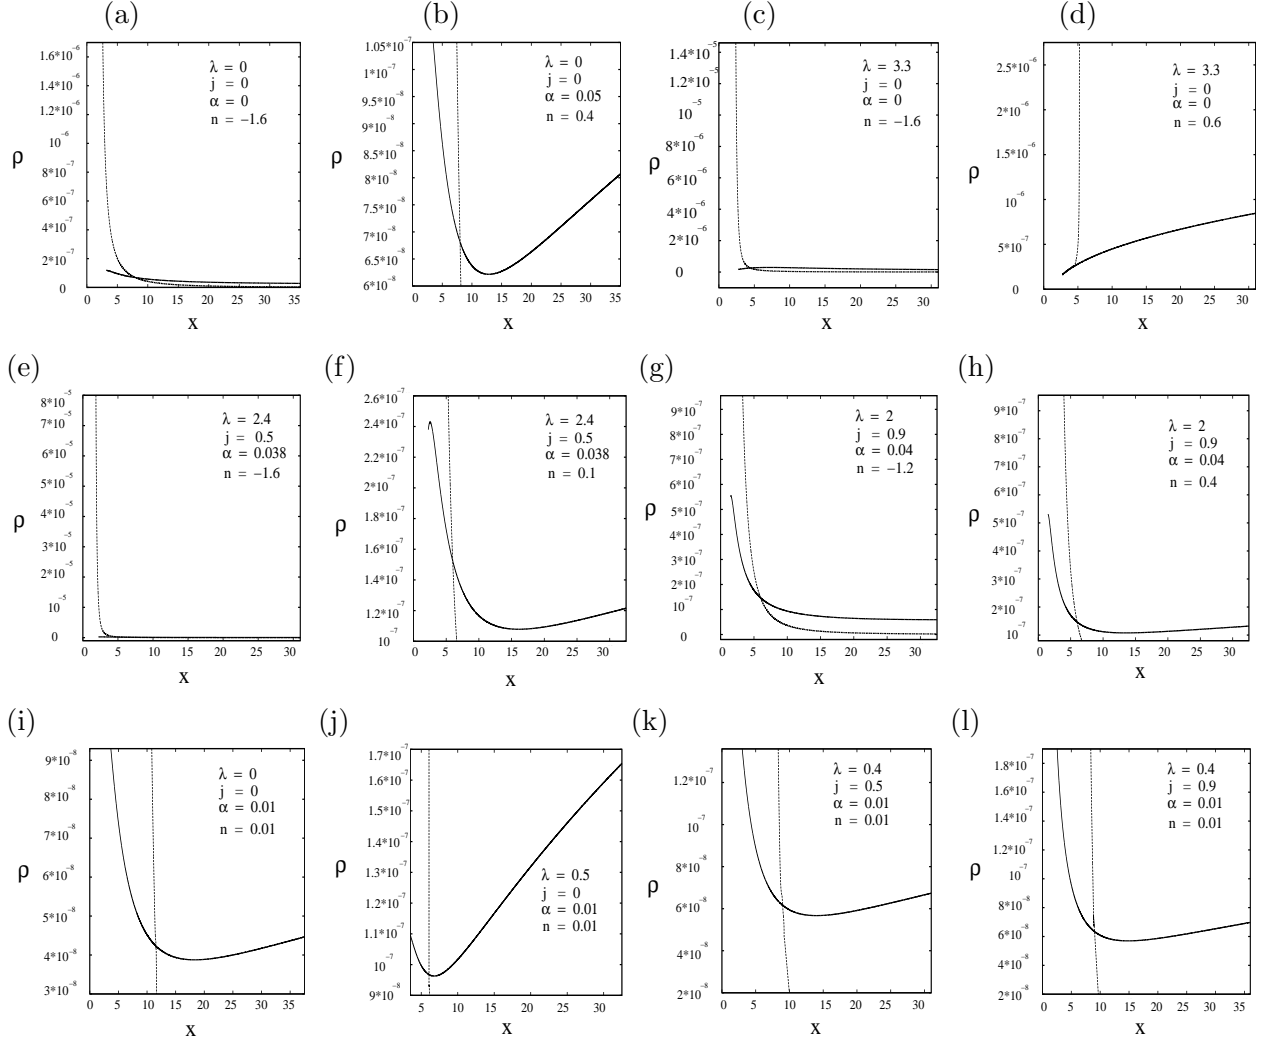 (a)
(b)
(c)
(d)
1.6*10⁻⁶
1.6*10⁻⁶
1.2*10⁻⁶
10⁻⁶
8*10⁻⁷
6*10⁻⁷
4*10⁻⁷
2*10⁻⁷
0
ρ
λ = 0
j = 0
α = 0
n = −1.6
0 5 10 15 20 25 30 35
x
1.05*10⁻⁷
1*10⁻⁷
9.5*10⁻⁸
9*10⁻⁸
8.5*10⁻⁸
8*10⁻⁸
7.5*10⁻⁸
7*10⁻⁸
6.5*10⁻⁸
6*10⁻⁸
ρ
λ = 0
j = 0
α = 0.05
n = 0.4
0 5 10 15 20 25 30 35
x
1.4*10⁻⁵
1.2*10⁻⁵
10⁻⁵
8*10⁻⁶
6*10⁻⁶
4*10⁻⁶
2*10⁻⁶
0
ρ
λ = 3.3
j = 0
α = 0
n = −1.6
0 5 10 15 20 25 30
x
2.5*10⁻⁶
2*10⁻⁶
1.5*10⁻⁶
10⁻⁶
5*10⁻⁷
0
ρ
λ = 3.3
j = 0
α = 0
n = 0.6
0 5 10 15 20 25 30
x
(e)
(f)
(g)
(h)
8*10⁻⁵
7*10⁻⁵
6*10⁻⁵
5*10⁻⁵
4*10⁻⁵
3*10⁻⁵
2*10⁻⁵
10⁻⁵
0
ρ
λ = 2.4
j = 0.5
α = 0.038
n = −1.6
0 5 10 15 20 25 30
x
2.6*10⁻⁷
2.4*10⁻⁷
2*10⁻⁷
1.8*10⁻⁷
1.6*10⁻⁷
1.4*10⁻⁷
1.2*10⁻⁷
10⁻⁷
ρ
λ = 2.4
j = 0.5
α = 0.038
n = 0.1
0 5 10 15 20 25 30
x
9*10⁻⁷
8*10⁻⁷
7*10⁻⁷
6*10⁻⁷
5*10⁻⁷
4*10⁻⁷
3*10⁻⁷
2*10⁻⁷
10⁻⁷
0
ρ
λ = 2
j = 0.9
α = 0.04
n = −1.2
0 5 10 15 20 25 30
x
9*10⁻⁷
8*10⁻⁷
7*10⁻⁷
6*10⁻⁷
5*10⁻⁷
4*10⁻⁷
3*10⁻⁷
2*10⁻⁷
1*10⁻⁷
10⁻⁷
ρ
λ = 2
j = 0.9
α = 0.04
n = 0.4
0 5 10 15 20 25 30
x
(i)
(j)
(k)
(l)
9*10⁻⁸
8*10⁻⁸
7*10⁻⁸
6*10⁻⁸
5*10⁻⁸
4*10⁻⁸
3*10⁻⁸
ρ
λ = 0
j = 0
α = 0.01
n = 0.01
0 5 10 15 20 25 30 35
x
1.7*10⁻⁷
1.6*10⁻⁷
1.4*10⁻⁷
1.3*10⁻⁷
1.2*10⁻⁷
1.1*10⁻⁷
10⁻⁷
9*10⁻⁸
ρ
λ = 0.5
j = 0
α = 0.01
n = 0.01
5 10 15 20 25 30
x
1.2*10⁻⁷
10⁻⁷
8*10⁻⁸
6*10⁻⁸
4*10⁻⁸
2*10⁻⁸
ρ
λ = 0.4
j = 0.5
α = 0.01
n = 0.01
0 5 10 15 20 25 30
x
1.8*10⁻⁷
1.6*10⁻⁷
1.4*10⁻⁷
1.2*10⁻⁷
10⁻⁷
8*10⁻⁸
6*10⁻⁸
4*10⁻⁸
2*10⁻⁸
ρ
λ = 0.4
j = 0.9
α = 0.01
n = 0.01
0 5 10 15 20 25 30 35
x